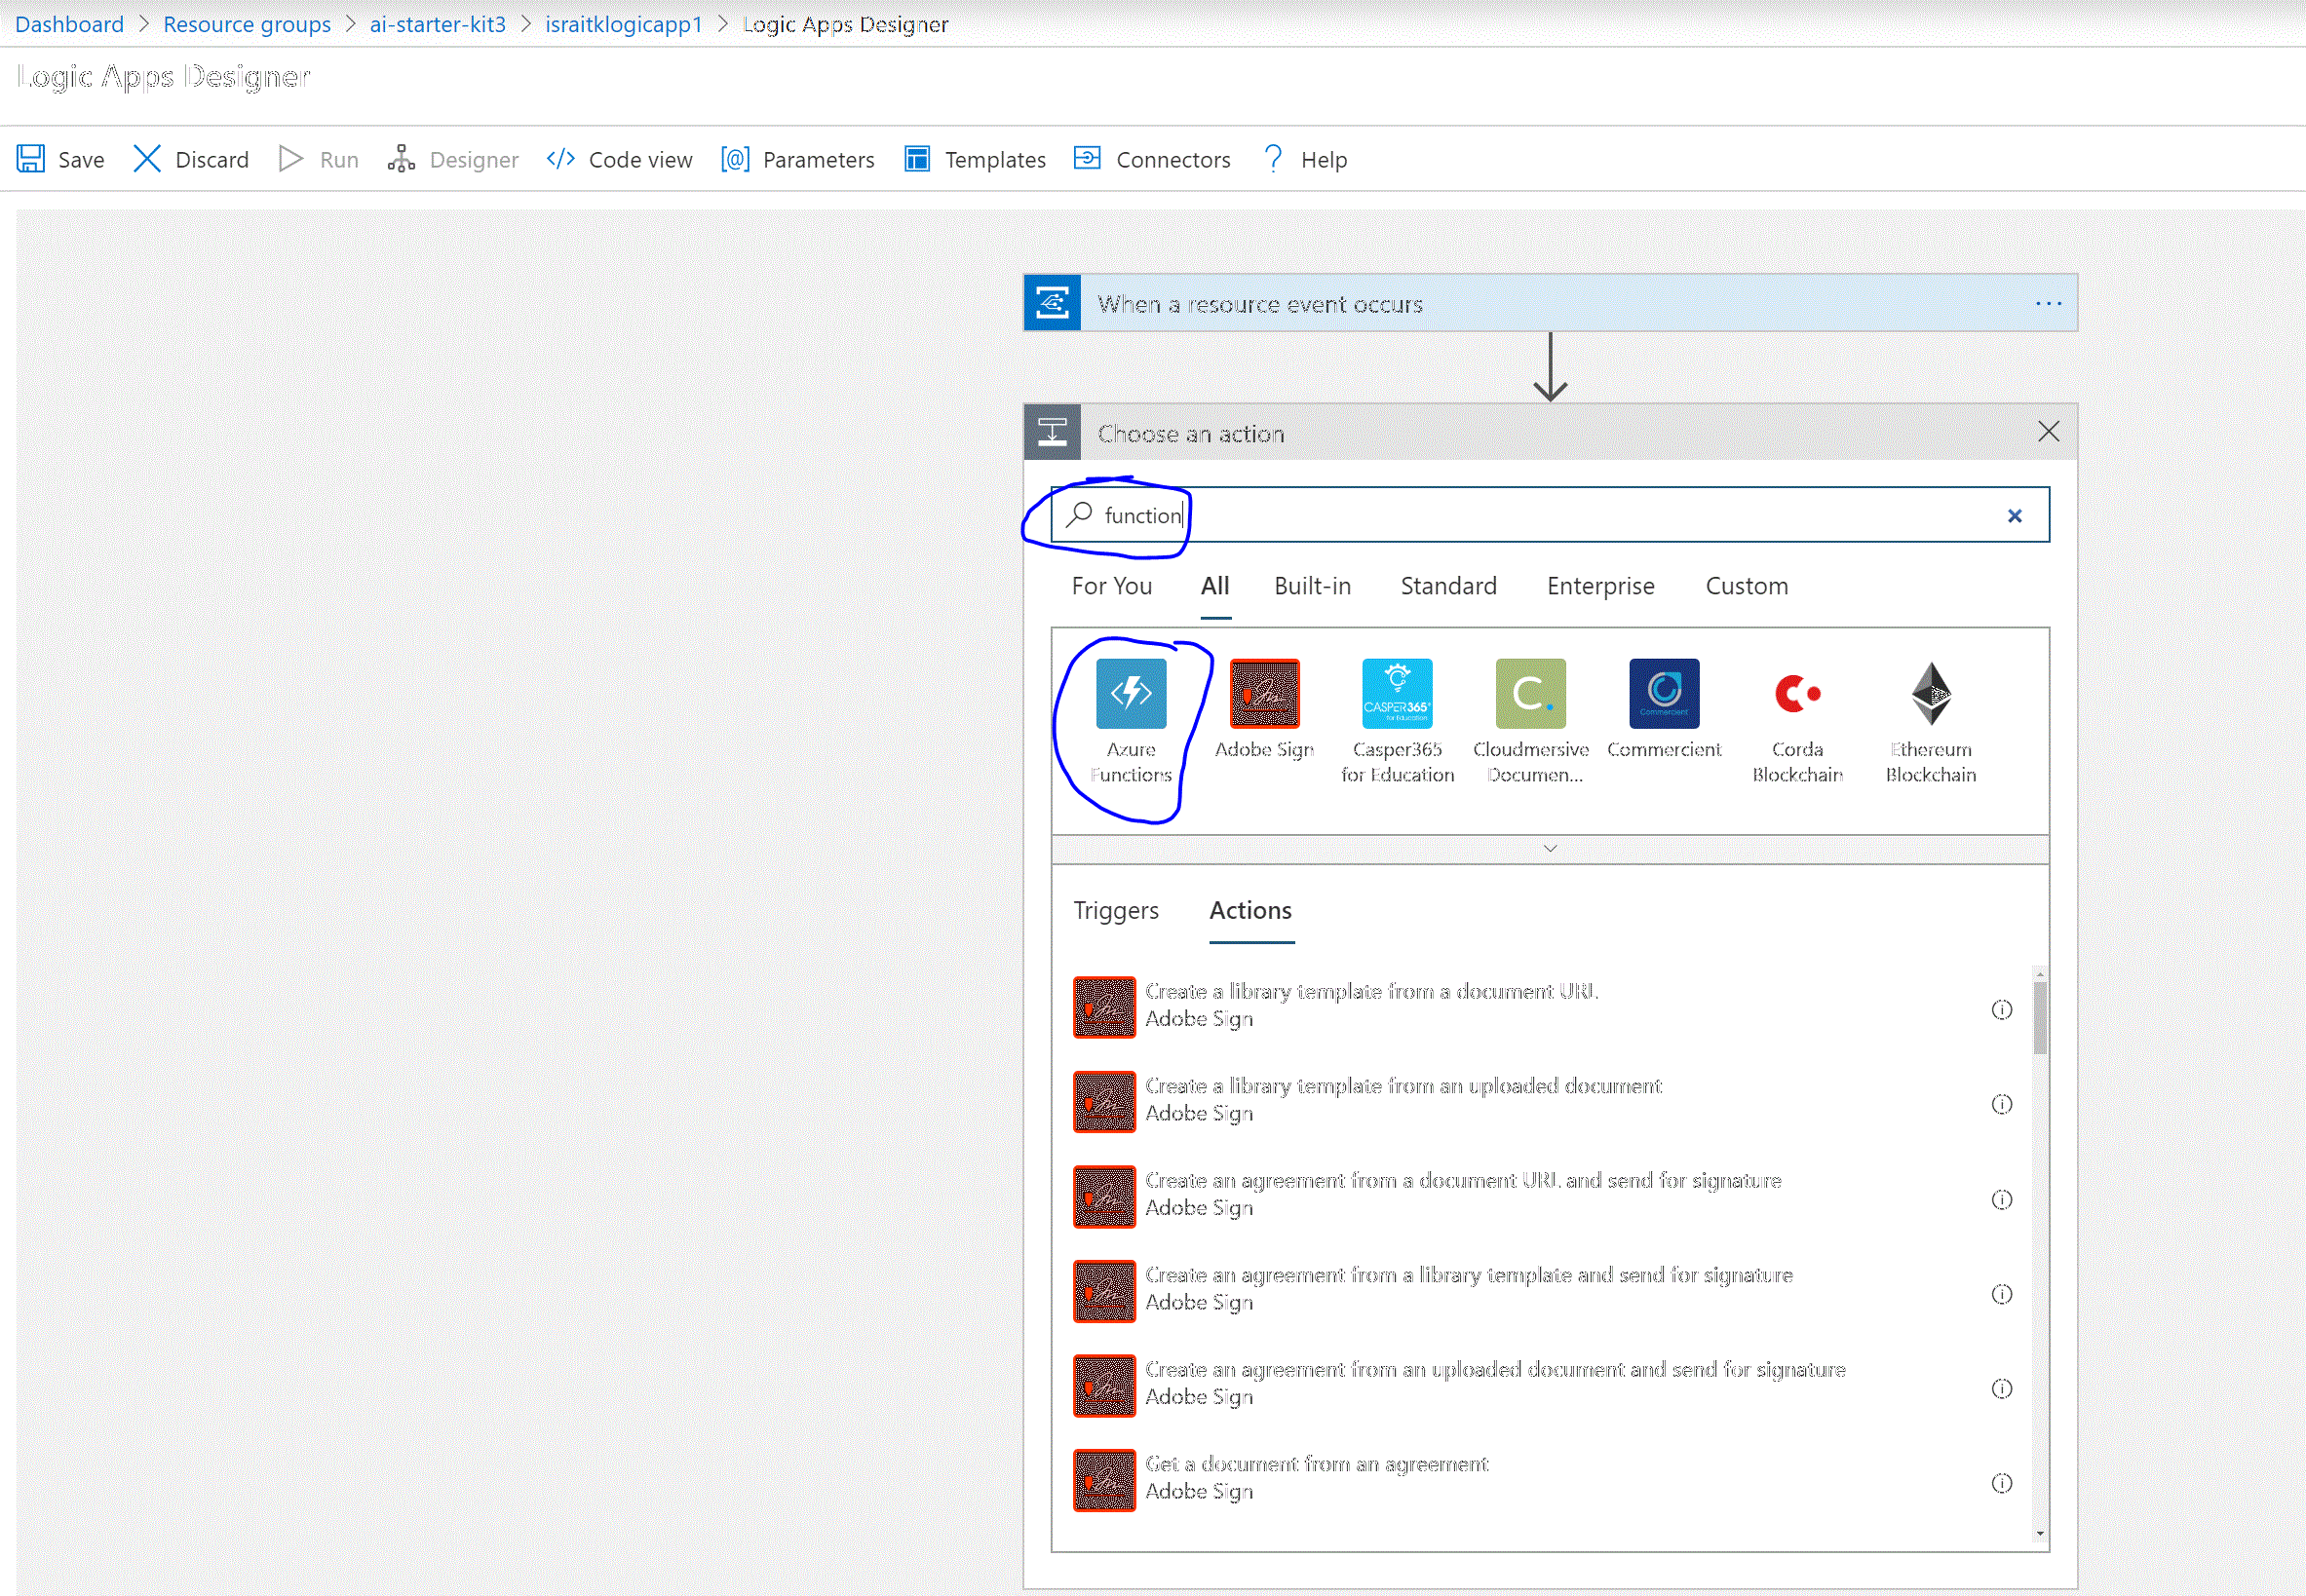 Dashboard > Resource groups > ai-starter-kit3 > israitklogicapp1 > Logic Apps Designer
Logic Apps Designer
Save Discard Run Designer </> Code view [@] Parameters Templates Connectors ? Help
When a resource event occurs ...
Choose an action
function
For You All Built-in Standard Enterprise Custom
Azure Functions
Adobe Sign
CASPER365
for Education
Casper365 for Education
C.
Cloudmersive Documen...
Commercient
Commercient
Corda Blockchain
Ethereum Blockchain
Triggers Actions
Create a library template from a document URL
Adobe Sign
Create a library template from an uploaded document
Adobe Sign
Create an agreement from a document URL and send for signature
Adobe Sign
Create an agreement from a library template and send for signature
Adobe Sign
Create an agreement from an uploaded document and send for signature
Adobe Sign
Get a document from an agreement
Adobe Sign